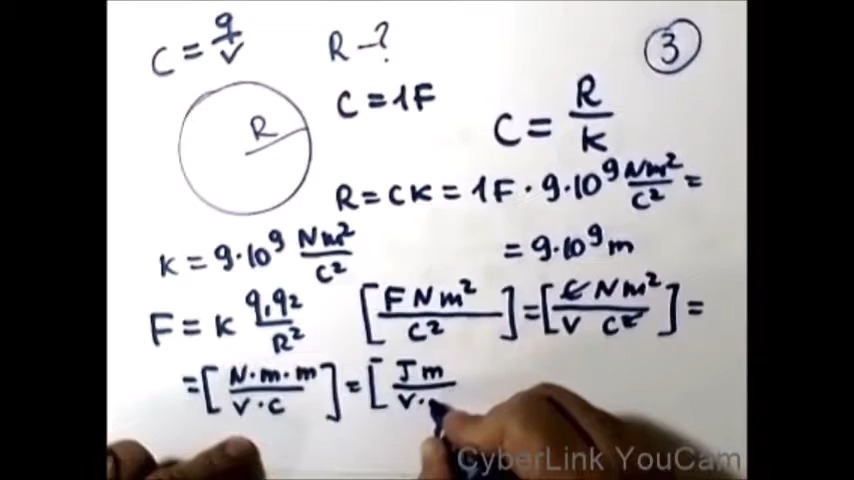 C = q/V
R - ?
3
C = 1F
R
C = R/K
R = CK = 1F · 9·10⁹ Nm²/C² =
K = 9·10⁹ Nm²/C²
= 9·10⁹ m
F = K q₁q₂/R²
[F N m²/C²] = [C N m²/V C²] =
= [N·m·m/V·C] = [J m/V·
CyberLink YouCam